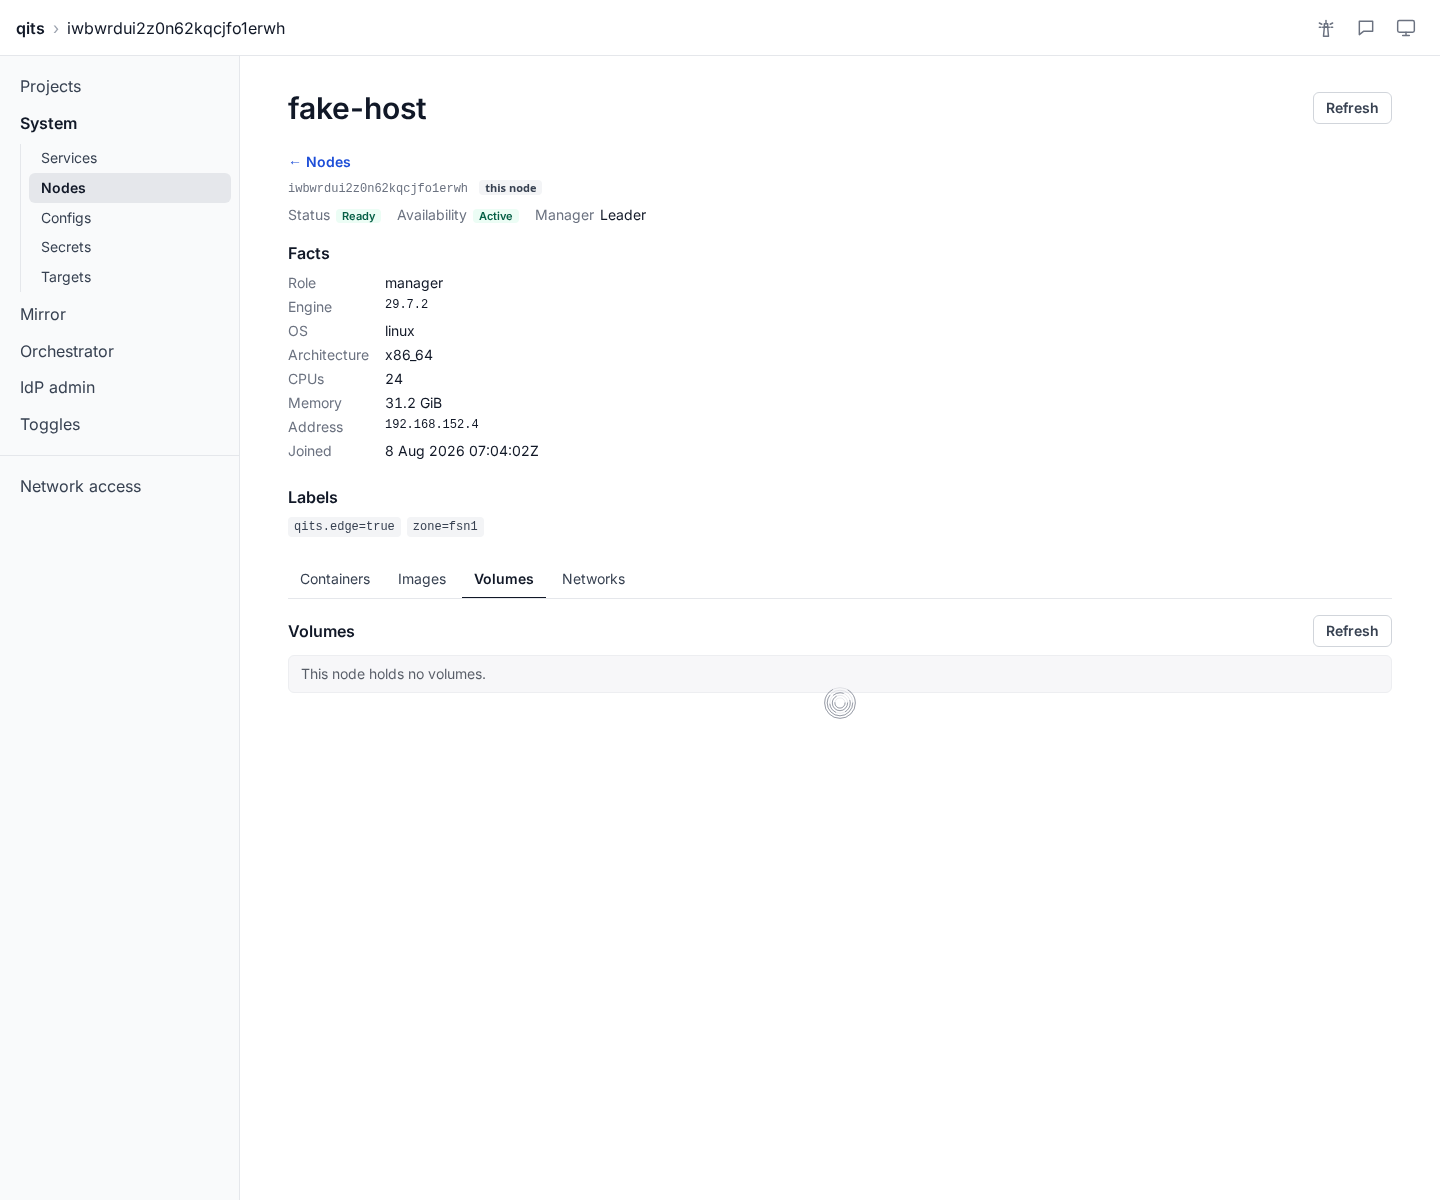 qits › iwbwrdui2z0n62kqcjfo1erwh
Projects
System
Services
Nodes
Configs
Secrets
Targets
Mirror
Orchestrator
IdP admin
Toggles
Network access
fake-host
Refresh
← Nodes
iwbwrdui2z0n62kqcjfo1erwh this node
Status Ready Availability Active Manager Leader
Facts
Role manager
Engine 29.7.2
OS linux
Architecture x86_64
CPUs 24
Memory 31.2 GiB
Address 192.168.152.4
Joined 8 Aug 2026 07:04:02Z
Labels
qits.edge=true zone=fsn1
Containers Images Volumes Networks
Volumes
Refresh
This node holds no volumes.